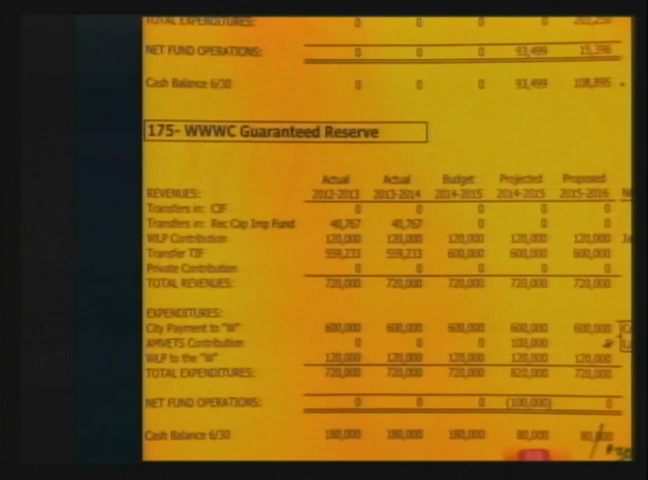 TOTAL EXPENDITURES: 0 0 0 0 203,250
NET FUND OPERATIONS: 0 0 0 93,499 15,396
Cash Balance 6/30 0 0 0 93,499 108,895
175- WWWC Guaranteed Reserve
Actual Actual Budget Projected Proposed
REVENUES: 2012-2013 2013-2014 2014-2015 2014-2015 2015-2016
Transfers in: CIF 0 0 0 0 0
Transfers in: Rec Cap Imp Fund 40,767 40,767 0 0 0
WLP Contribution 120,000 120,000 120,000 120,000 120,000
Transfer TIF 559,233 559,233 600,000 600,000 600,000
Private Contribution 0 0 0 0 0
TOTAL REVENUES: 720,000 720,000 720,000 720,000 720,000
EXPENDITURES:
City Payment to "W" 600,000 600,000 600,000 600,000 600,000
AMVETS Contribution 0 0 0 100,000
WLP to the "W" 120,000 120,000 120,000 120,000 120,000
TOTAL EXPENDITURES: 720,000 720,000 720,000 820,000 720,000
NET FUND OPERATIONS: 0 0 0 (100,000) 0
Cash Balance 6/30 180,000 180,000 180,000 80,000 80,000